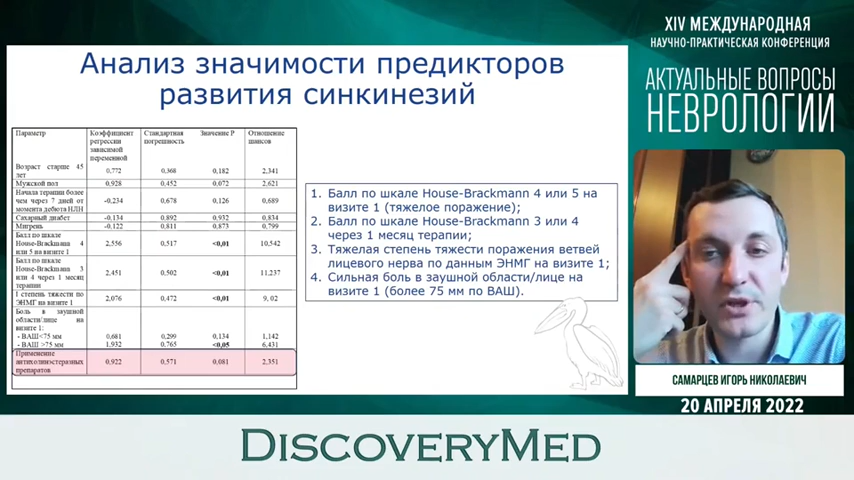 Анализ значимости предикторов
развития синкинезий
Параметр Коэффициент регрессии зависимой переменной Стандартная погрешность Значение Р Отношение шансов
Возраст старше 45 лет 0,772 0,368 0,182 2,341
Мужской пол 0,928 0,452 0,072 2,621
Начала терапии более чем через 7 дней от момента дебюта НЛН -0,234 0,678 0,126 0,689
Сахарный диабет -0,134 0,892 0,932 0,834
Мигрень -0,122 0,811 0,873 0,799
Балл по шкале House-Brackmann 4 или 5 на визите 1 2,556 0,517 <0,01 10,542
Балл по шкале House-Brackmann 3 или 4 через 1 месяц терапии 2,451 0,502 <0,01 11,237
I степень тяжести по ЭНМГ на визите 1 2,076 0,472 <0,01 9, 02
Боль в заушной области/лице на визите 1:
- ВАШ<75 мм 0,681 0,299 0,134 1,142
- ВАШ >75 мм 1,932 0,765 <0,05 6,431
Применение антихолинэстеразных препаратов 0,922 0,571 0,081 2,351
1. Балл по шкале House-Brackmann 4 или 5 на
визите 1 (тяжелое поражение);
2. Балл по шкале House-Brackmann 3 или 4
через 1 месяц терапии;
3. Тяжелая степень тяжести поражения ветвей
лицевого нерва по данным ЭНМГ на визите 1;
4. Сильная боль в заушной области/лице на
визите 1 (более 75 мм по ВАШ).
XIV МЕЖДУНАРОДНАЯ
НАУЧНО-ПРАКТИЧЕСКАЯ КОНФЕРЕНЦИЯ
АКТУАЛЬНЫЕ ВОПРОСЫ
НЕВРОЛОГИИ
САМАРЦЕВ ИГОРЬ НИКОЛАЕВИЧ
20 АПРЕЛЯ 2022
DISCOVERYMED